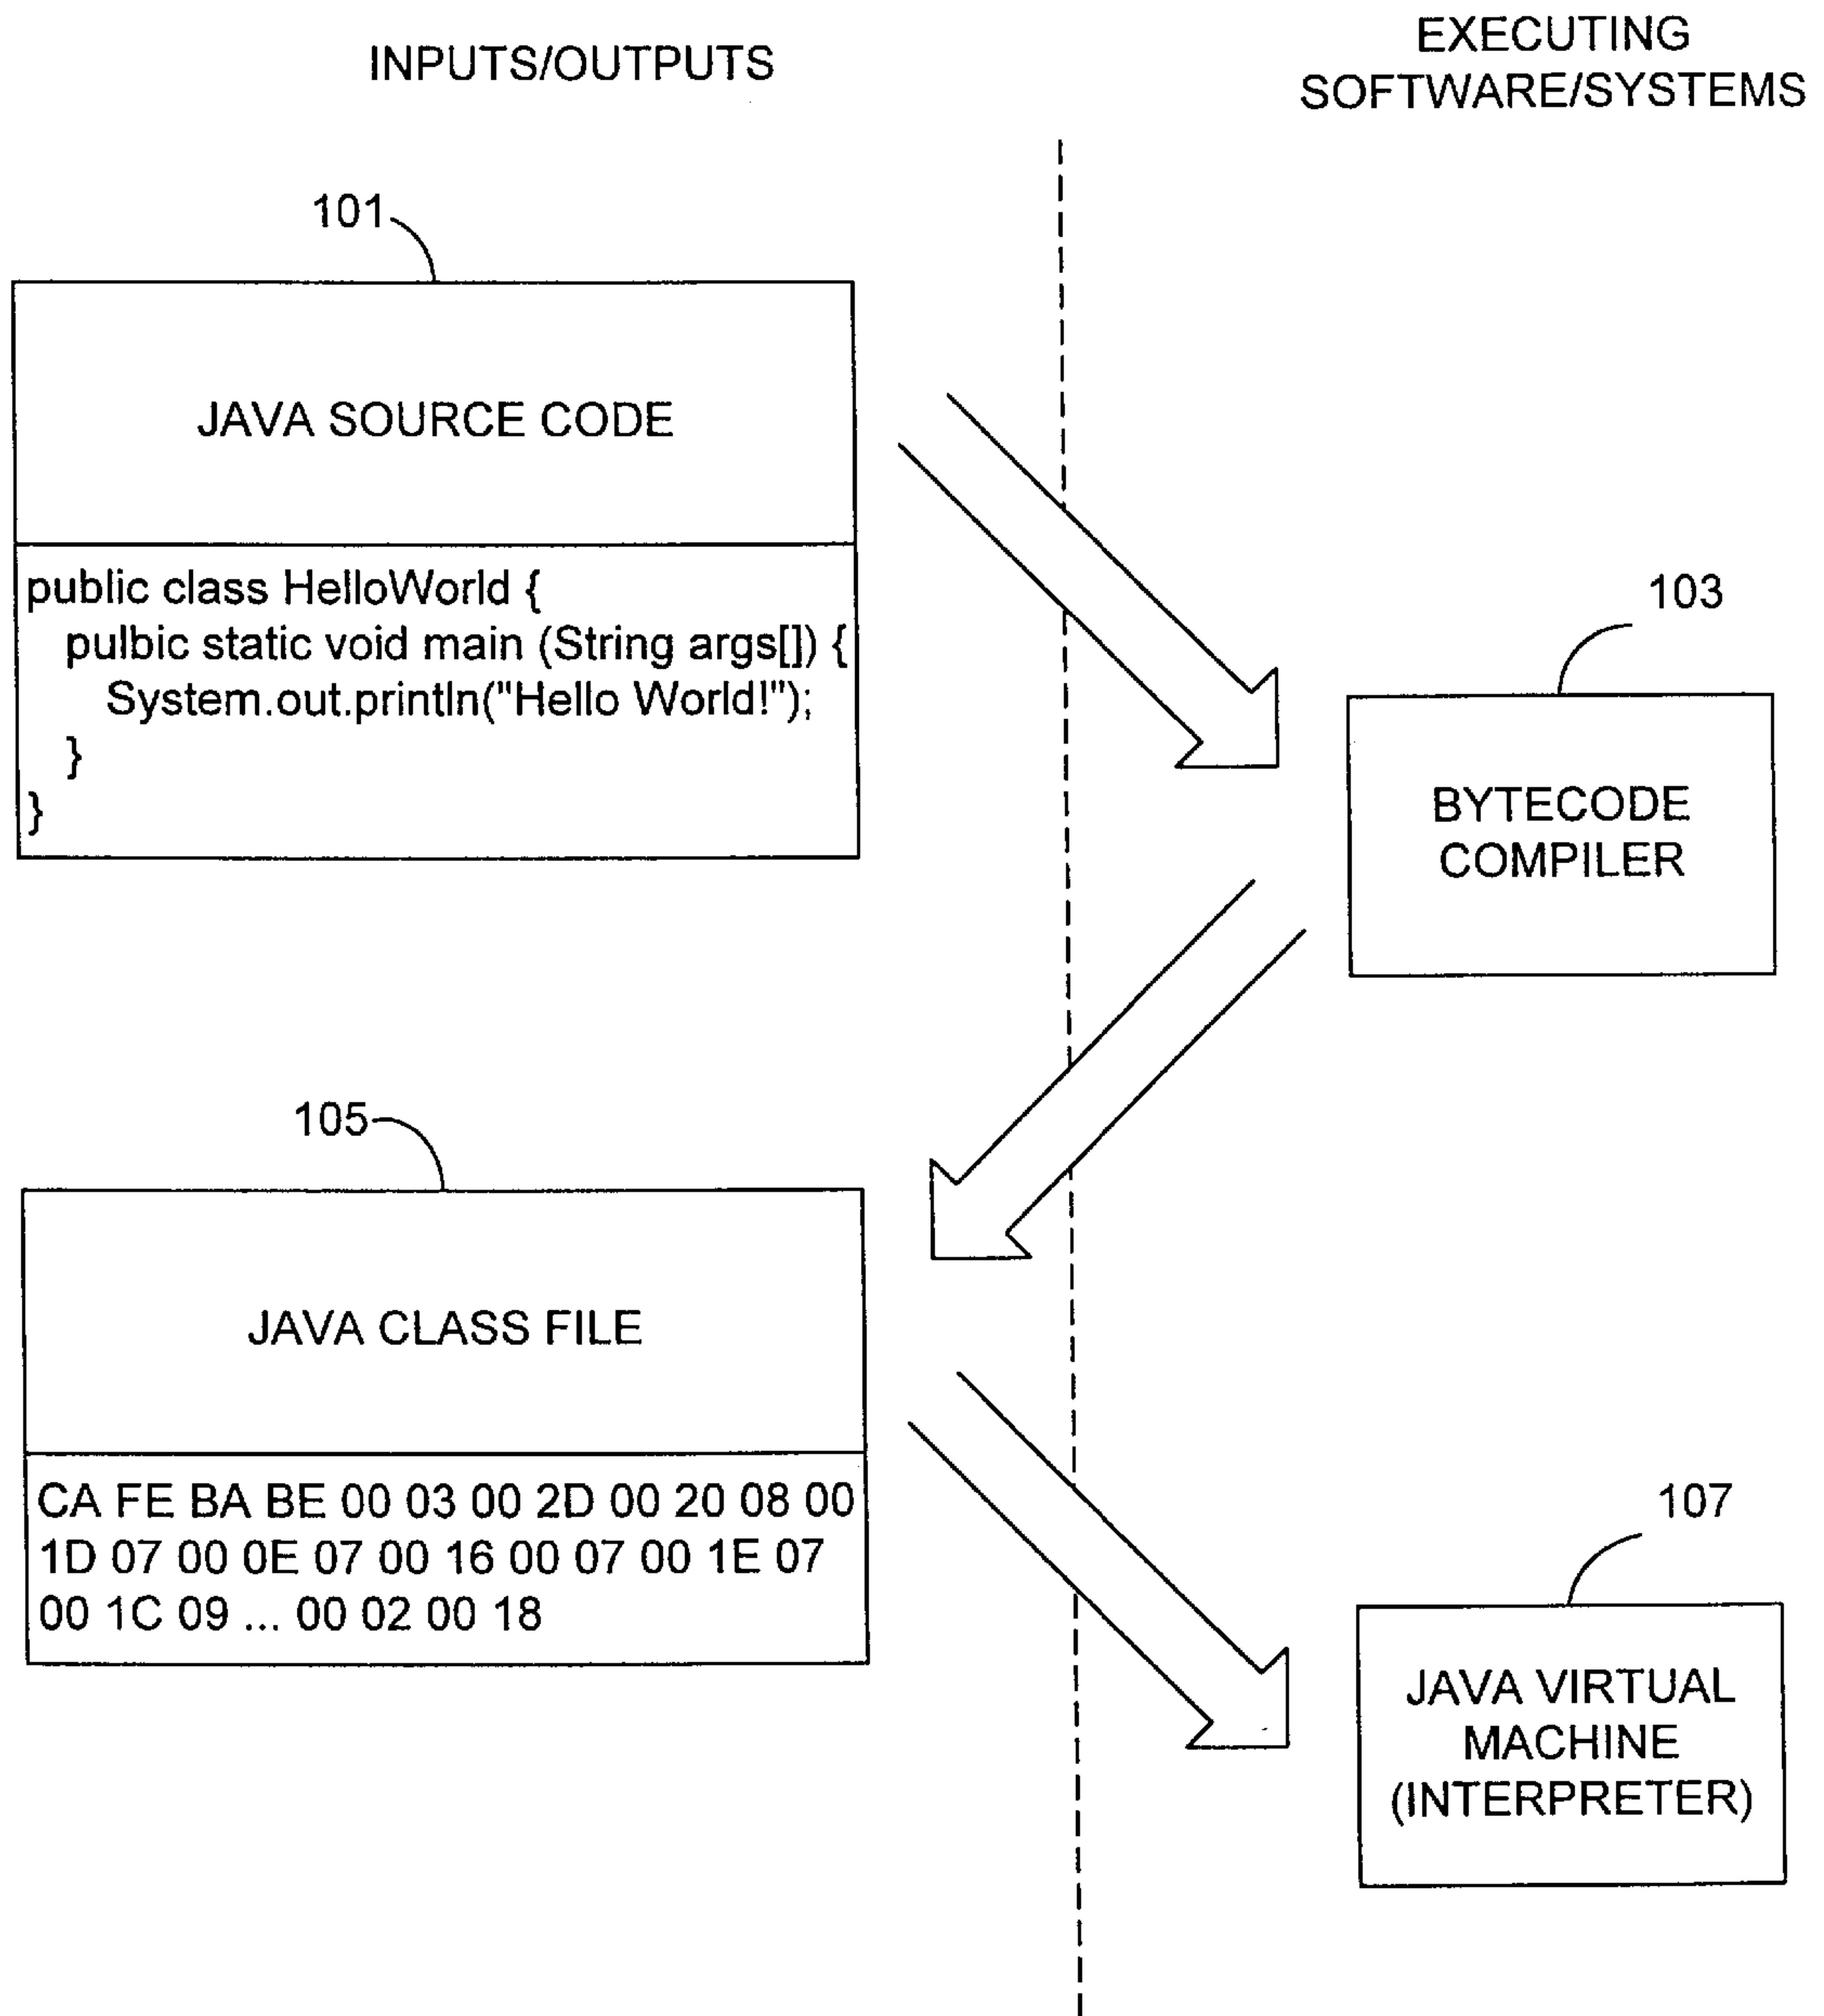 INPUTS/OUTPUTS
EXECUTING
SOFTWARE/SYSTEMS
101
JAVA SOURCE CODE
public class HelloWorld {
pulbic static void main (String args[]) {
System.out.println("Hello World!");
}
}
103
BYTECODE
COMPILER
105
JAVA CLASS FILE
CA FE BA BE 00 03 00 2D 00 20 08 00
1D 07 00 0E 07 00 16 00 07 00 1E 07
00 1C 09 ... 00 02 00 18
107
JAVA VIRTUAL
MACHINE
(INTERPRETER)